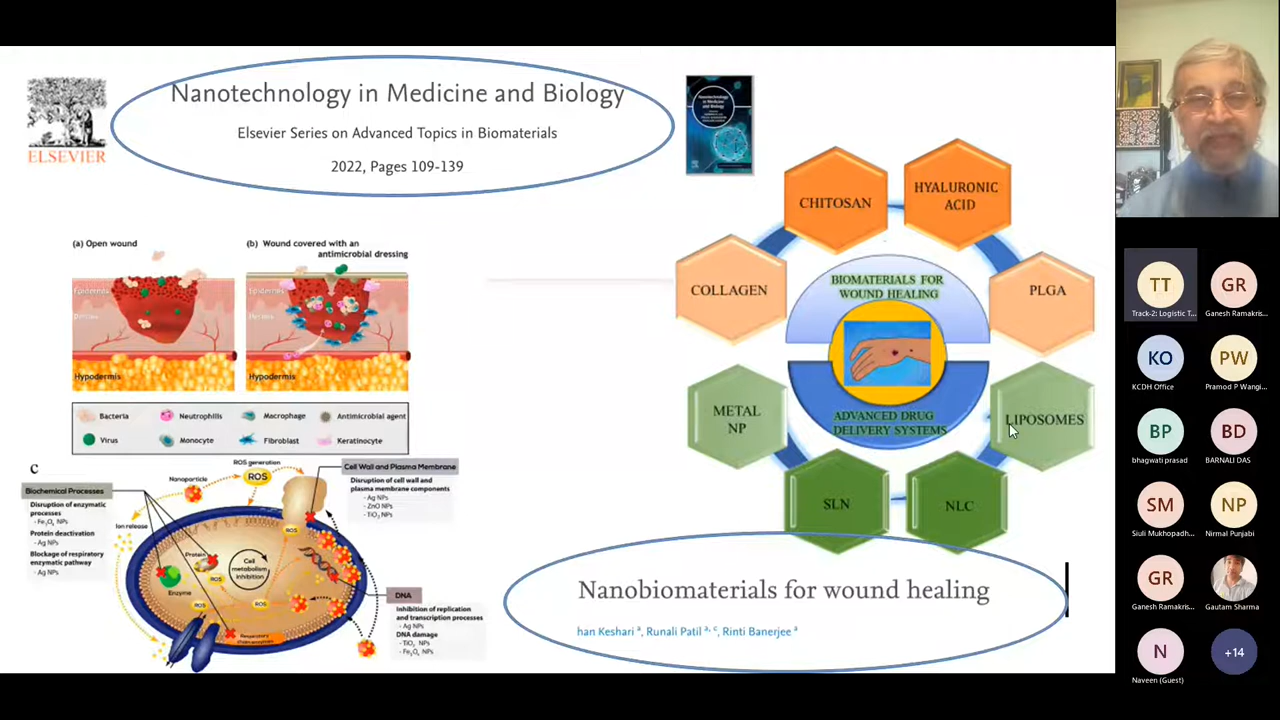 ELSEVIER
Nanotechnology in Medicine and Biology
Elsevier Series on Advanced Topics in Biomaterials
2022, Pages 109-139
Nanotechnology
in Medicine
and Biology
(a) Open wound
(b) Wound covered with an
antimicrobial dressing
Epidermis
Dermis
Hypodermis
Epidermis
Dermis
Hypodermis
Bacteria
Neutrophills
Macrophage
Antimicrobial agent
Virus
Monocyte
Fibroblast
Keratinocyte
CHITOSAN
HYALURONIC
ACID
COLLAGEN
PLGA
BIOMATERIALS FOR
WOUND HEALING
METAL
NP
LIPOSOMES
ADVANCED DRUG
DELIVERY SYSTEMS
SLN
NLC
c
ROS generation
Nanoparticle
ROS
Cell Wall and Plasma Membrane
Disruption of cell wall and
plasma membrane components
- Ag NPs
- ZnO NPs
- TiO₂ NPs
Biochemical Processes
Disruption of enzymatic
processes
- Fe₃O₄ NPs
Protein deactivation
- Ag NPs
Blockage of respiratory
enzymatic pathway
- Ag NPs
Ion release
ROS
Protein
Cell
metabolism
inhibition
ROS
Enzyme
ROS
ROS
Respiratory
DNA
Inhibition of replication
and transcription processes
- Ag NPs
DNA damage
- TiO₂ NPs
- Fe₃O₄ NPs
Nanobiomaterials for wound healing
han Keshari ᵃ, Runali Patil ᵃ˒ ᶜ, Rinti Banerjee ᵃ
TT
Track-2: Logistic T...
GR
Ganesh Ramakris...
KO
KCDH Office
PW
Pramod P Wangi...
BP
bhagwati prasad
BD
BARNALI DAS
SM
Siuli Mukhopadh...
NP
Nirmal Punjabi
GR
Ganesh Ramakris...
Gautam Sharma
N
Naveen (Guest)
+14